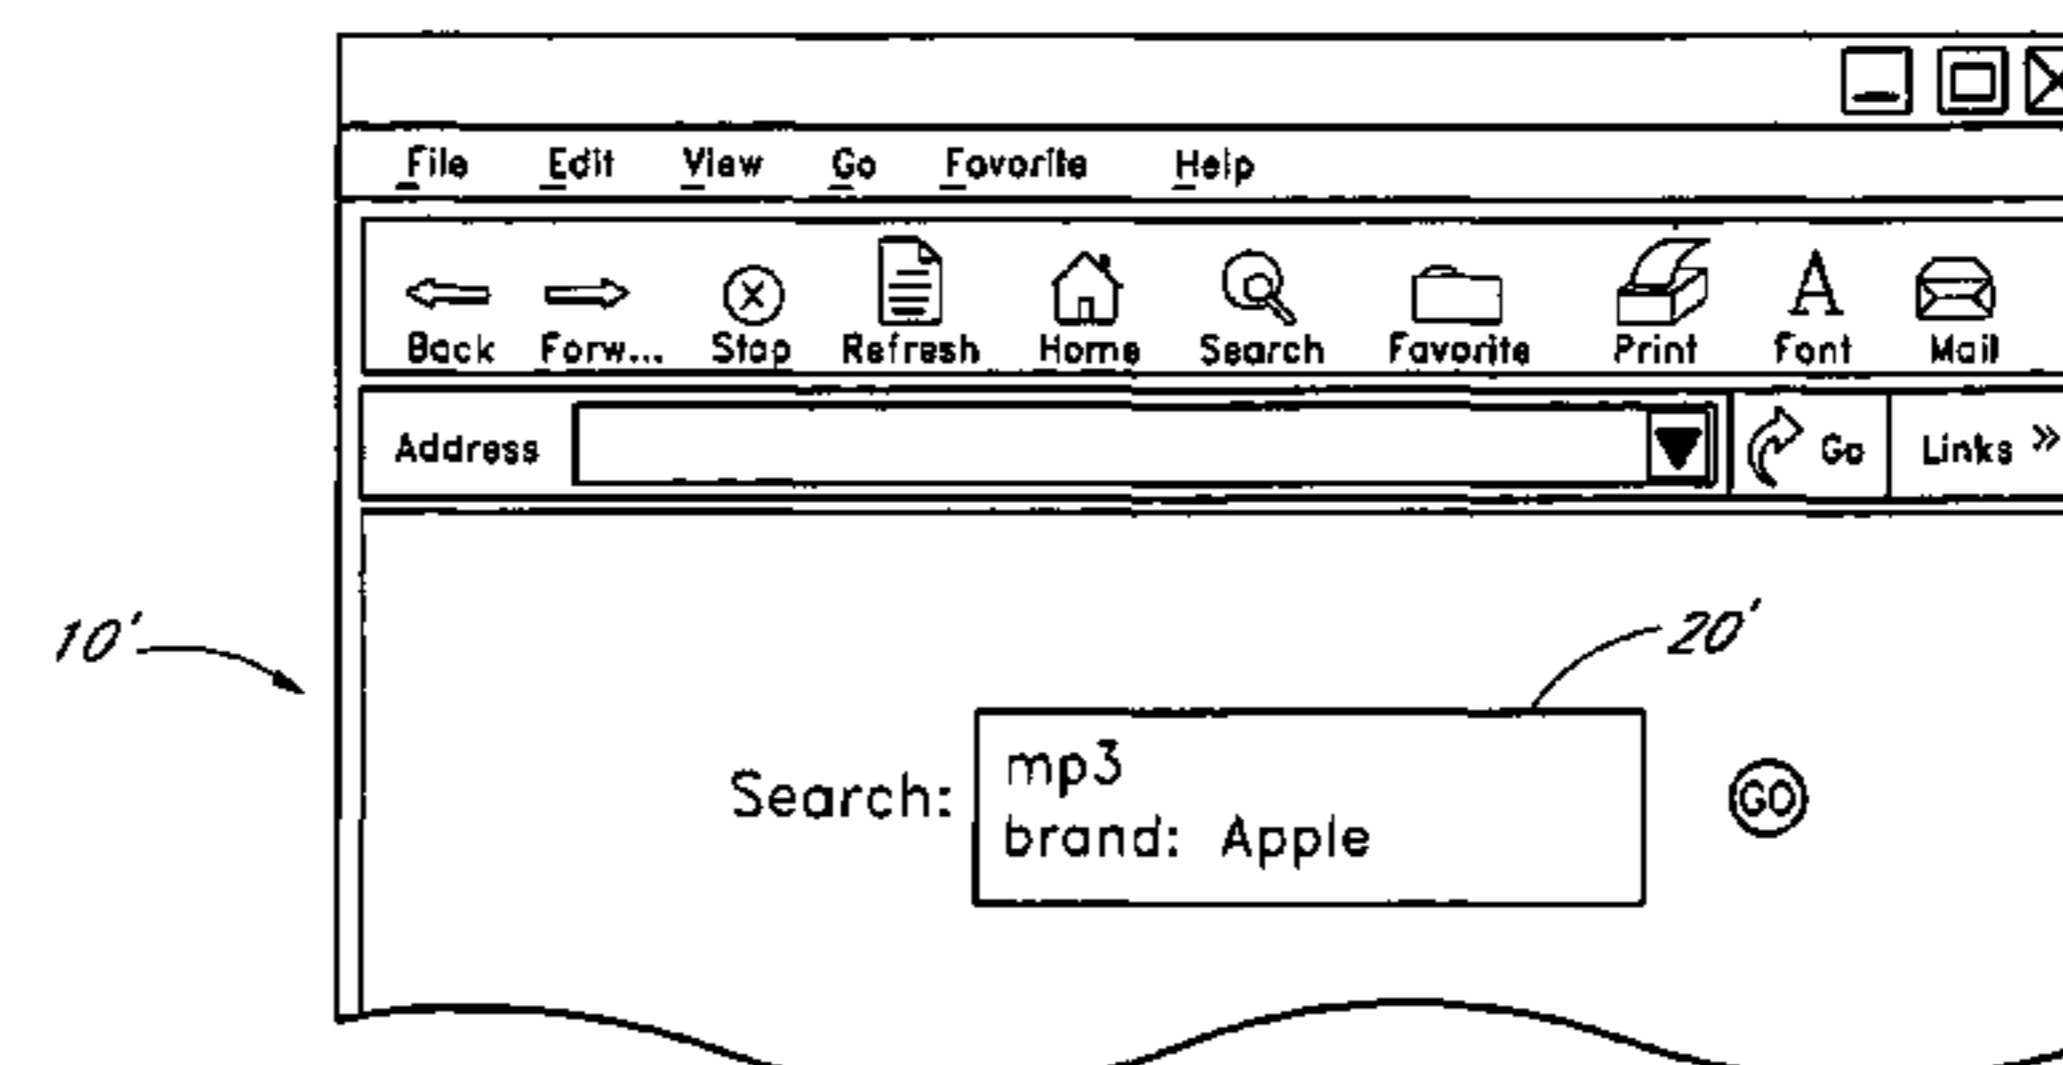 File Edit View Go Favorite Help
Back Forw... Stop Refresh Home Search Favorite Print A Font Mail
Address Go Links »
10' 20'
Search: mp3 GO
brand: Apple